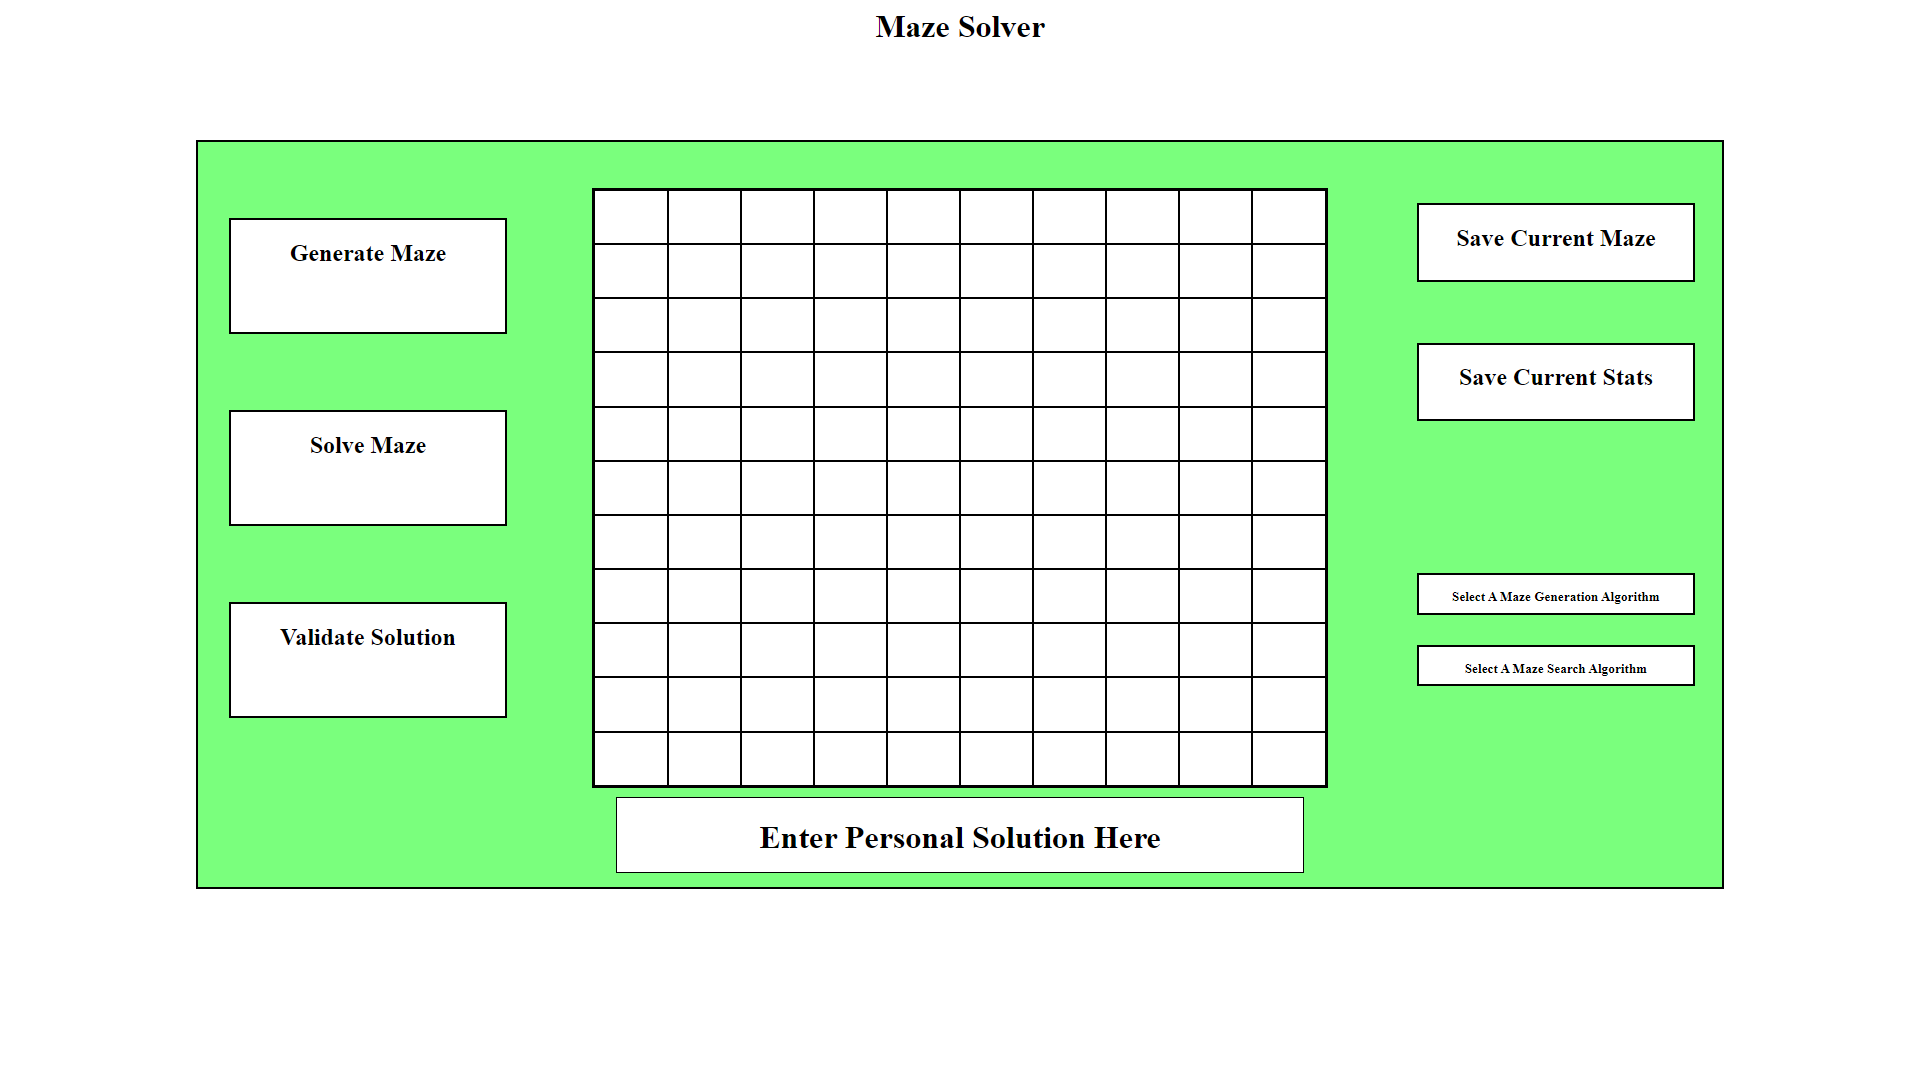 Maze Solver
Generate Maze
Solve Maze
Validate Solution
Save Current Maze
Save Current Stats
Select A Maze Generation Algorithm
Select A Maze Search Algorithm
Enter Personal Solution Here